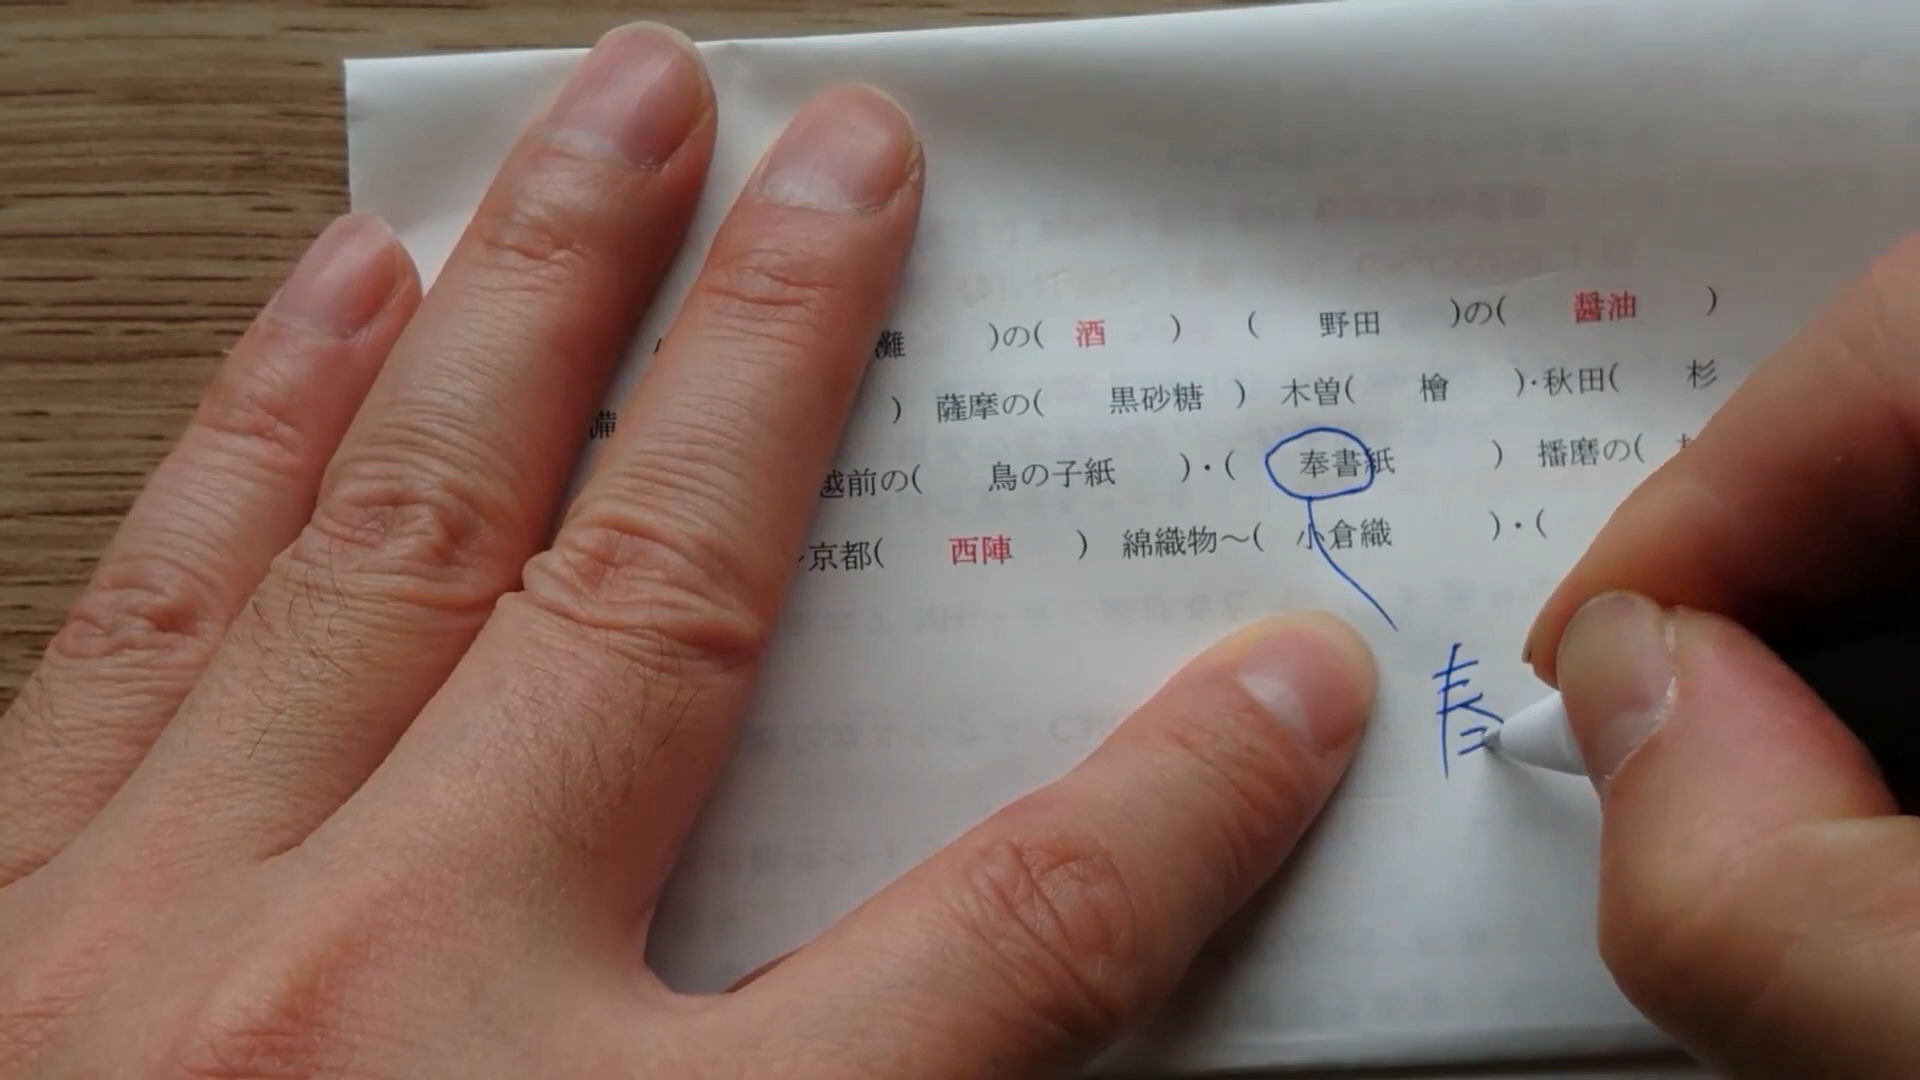 灘 )の( 酒 ) ( 野田 )の( 醤油 )
備 ) 薩摩の( 黒砂糖 ) 木曽( 檜 )・秋田( 杉
越前の( 鳥の子紙 )・( 奉書紙 ) 播磨の(
京都( 西陣 ) 綿織物～( 小倉織 )・(